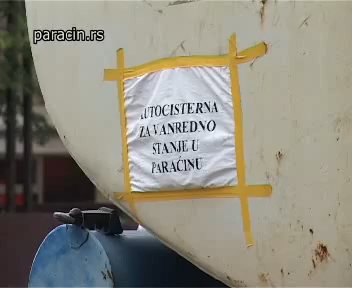 paracin.rs
AUTOCISTERNA
ZA VANREDNO
STANJE U
PARAĆINU